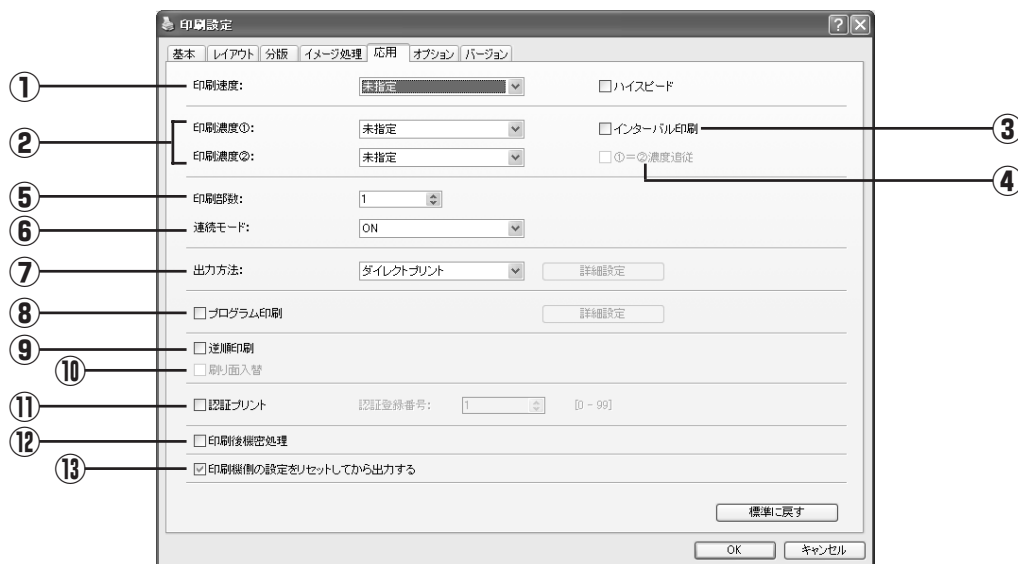 印刷設定
基本 レイアウト 分版 イメージ処理 応用 オプション バージョン
① 印刷速度: 未指定 ハイスピード
② 印刷濃度①: 未指定 インターバル印刷 ③
印刷濃度②: 未指定 ①=②濃度追従 ④
⑤ 印刷部数: 1
⑥ 連続モード: ON
⑦ 出力方法: ダイレクトプリント 詳細設定
⑧ プログラム印刷 詳細設定
⑨ 逆順印刷
⑩ 刷り面入替
⑪ 認証プリント 認証登録番号: 1 [0 - 99]
⑫ 印刷後機密処理
⑬ 印刷機側の設定をリセットしてから出力する
標準に戻す
OK キャンセル